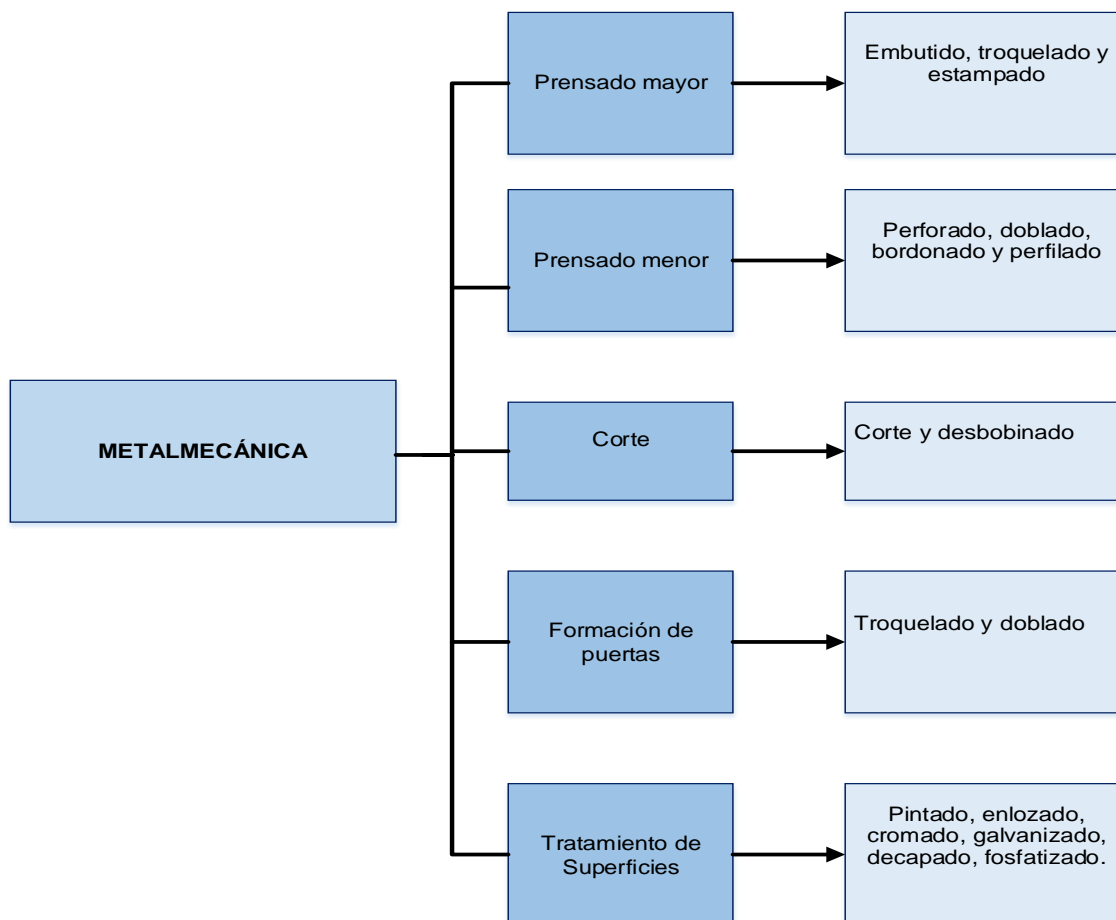 Prensado mayor
Embutido, troquelado y
estampado
Prensado menor
Perforado, doblado,
bordonado y perfilado
METALMECÁNICA
Corte
Corte y desbobinado
Formación de
puertas
Troquelado y doblado
Tratamiento de
Superficies
Pintado, enlozado,
cromado, galvanizado,
decapado, fosfatizado.